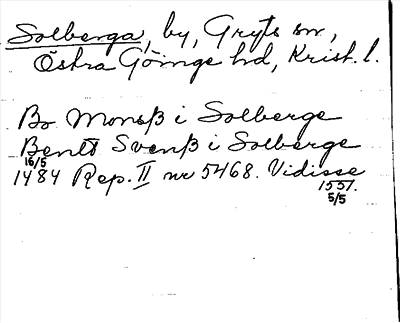 Solberga, by, Gryts sn,
Östra Göinge hd, Krist. l.
Bo Monsß i Solberge
Bentt Svenß i Solberge
16/5
1484 Rep. II nr 5468. Vidisse
1551.
5/5